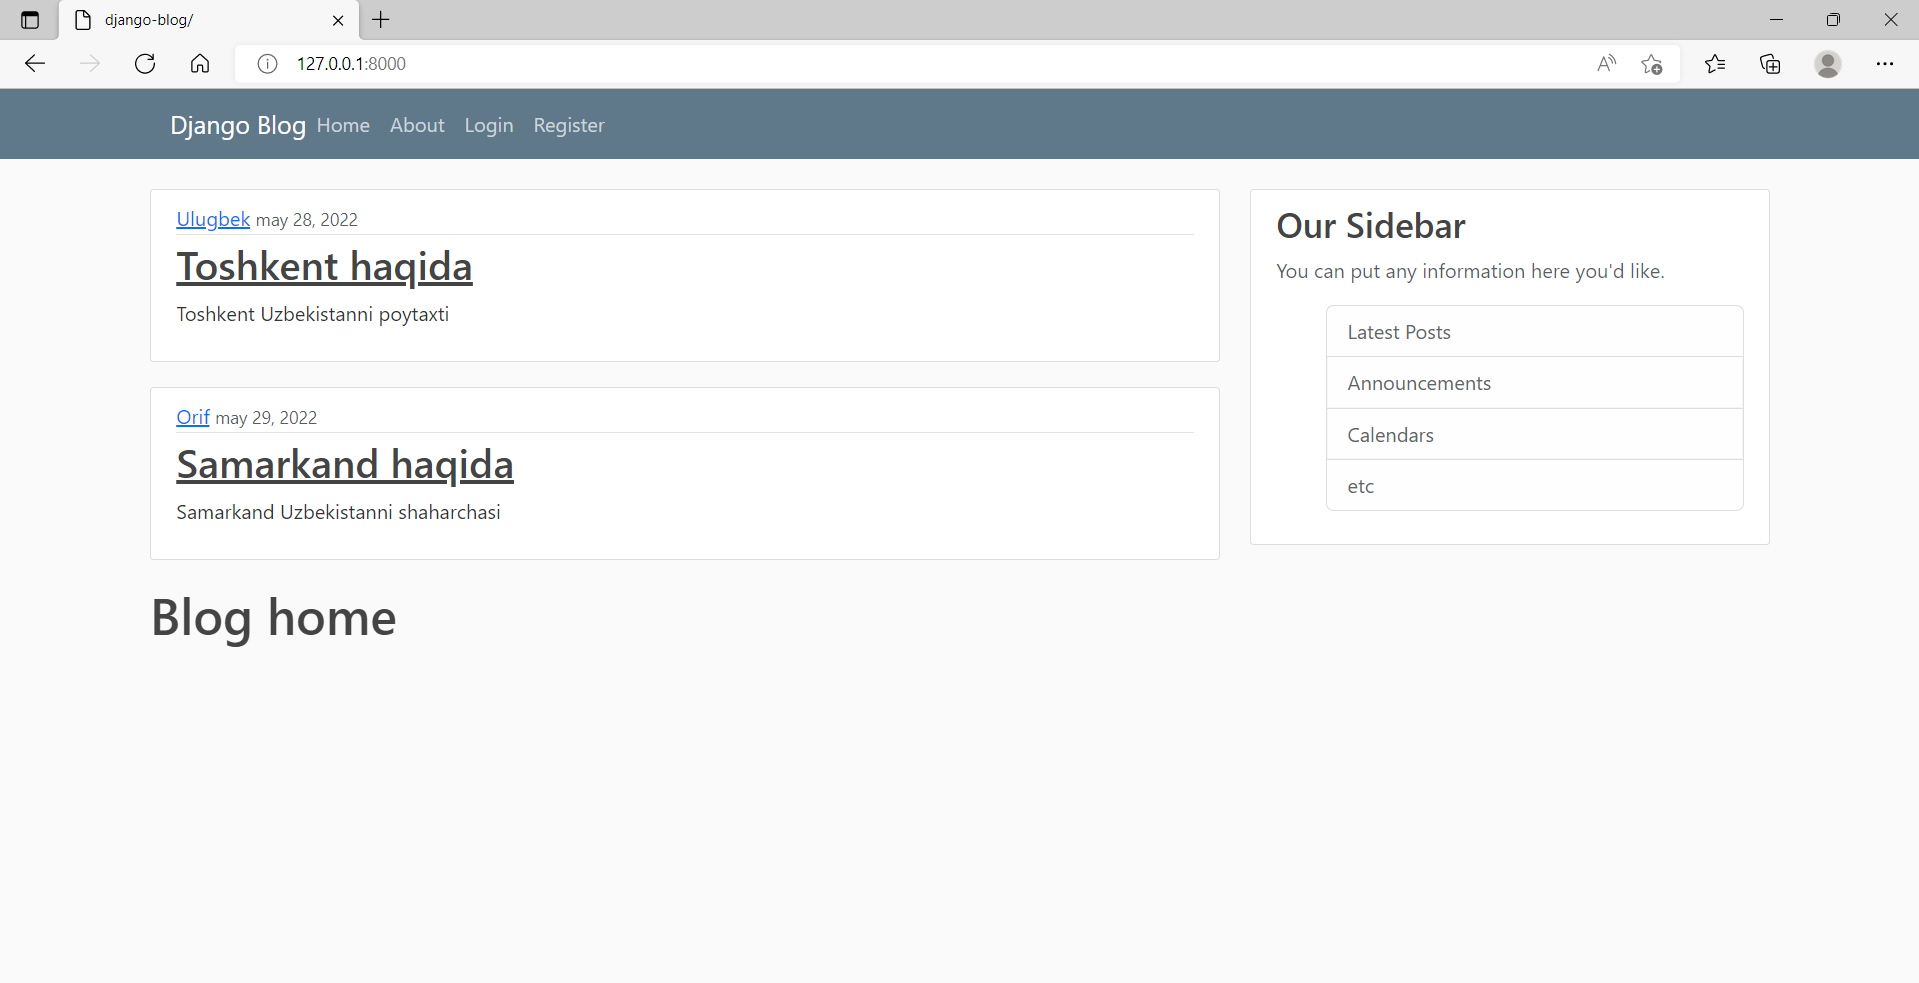 django-blog/
127.0.0.1:8000
Django Blog Home About Login Register
Ulugbek may 28, 2022
Toshkent haqida
Toshkent Uzbekistanni poytaxti
Orif may 29, 2022
Samarkand haqida
Samarkand Uzbekistanni shaharchasi
Blog home
Our Sidebar
You can put any information here you'd like.
Latest Posts
Announcements
Calendars
etc